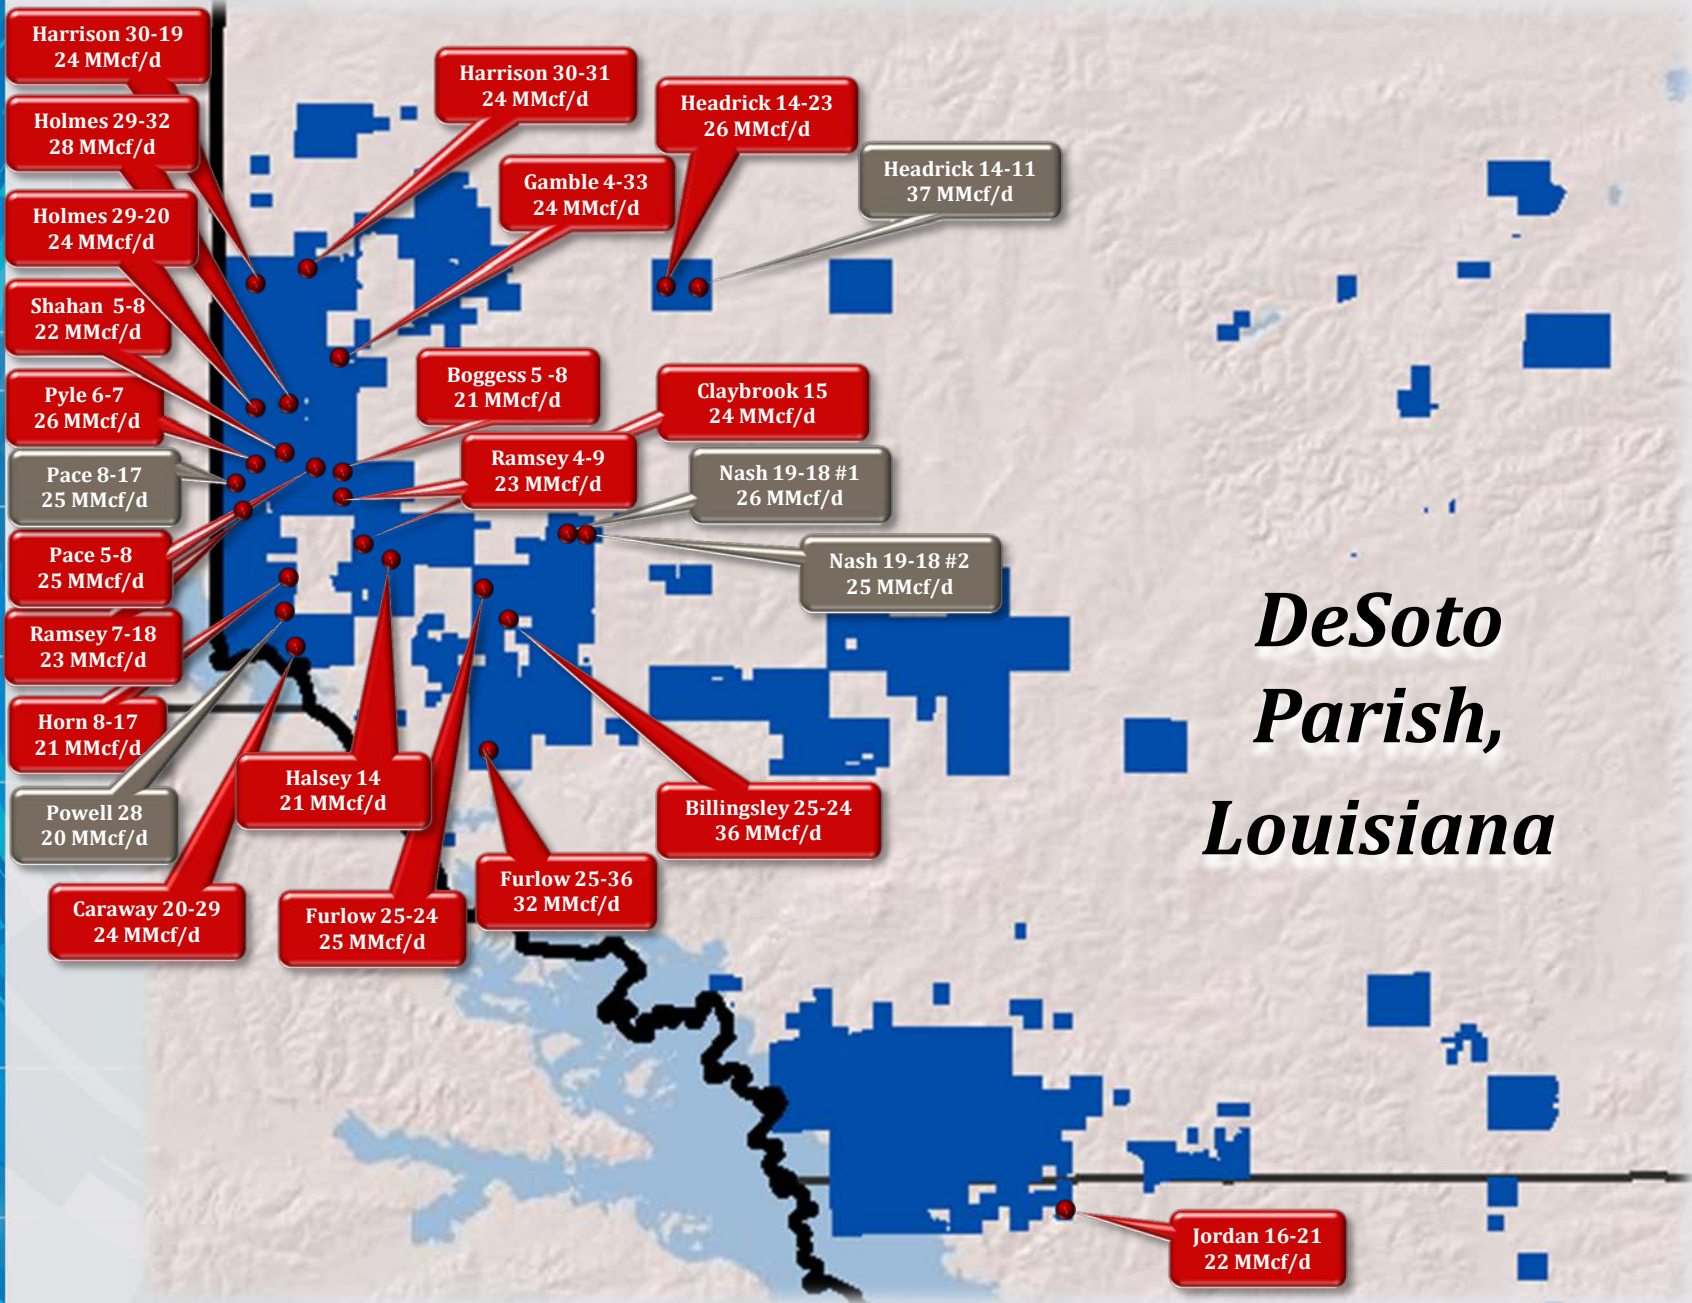 Harrison 30-19
24 MMcf/d
Harrison 30-31
24 MMcf/d
Headrick 14-23
26 MMcf/d
Holmes 29-32
28 MMcf/d
Headrick 14-11
37 MMcf/d
Gamble 4-33
24 MMcf/d
Holmes 29-20
24 MMcf/d
Shahan 5-8
22 MMcf/d
Boggess 5 -8
21 MMcf/d
Claybrook 15
24 MMcf/d
Pyle 6-7
26 MMcf/d
Ramsey 4-9
23 MMcf/d
Nash 19-18 #1
26 MMcf/d
Pace 8-17
25 MMcf/d
Pace 5-8
25 MMcf/d
Nash 19-18 #2
25 MMcf/d
DeSoto
Parish,
Louisiana
Ramsey 7-18
23 MMcf/d
Horn 8-17
21 MMcf/d
Halsey 14
21 MMcf/d
Billingsley 25-24
36 MMcf/d
Powell 28
20 MMcf/d
Furlow 25-36
32 MMcf/d
Caraway 20-29
24 MMcf/d
Furlow 25-24
25 MMcf/d
Jordan 16-21
22 MMcf/d